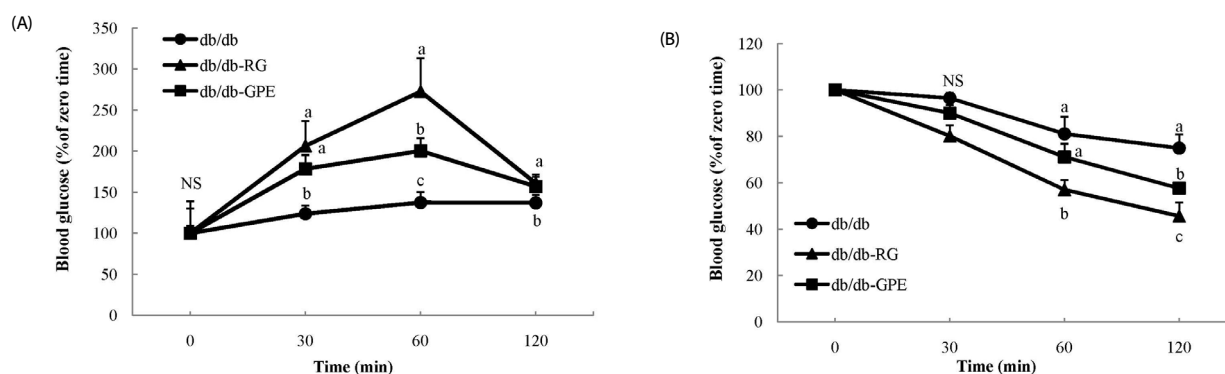 (A)
Blood glucose (%of zero time)
350
300
250
200
150
100
50
0
db/db
db/db-RG
db/db-GPE
NS
a
a
b
a
b
c
a
b
0
30
60
120
Time (min)
(B)
Blood glucose (%of zero time)
120
100
80
60
40
20
0
NS
a
a
b
a
b
c
db/db
db/db-RG
db/db-GPE
0
30
60
120
Time (min)